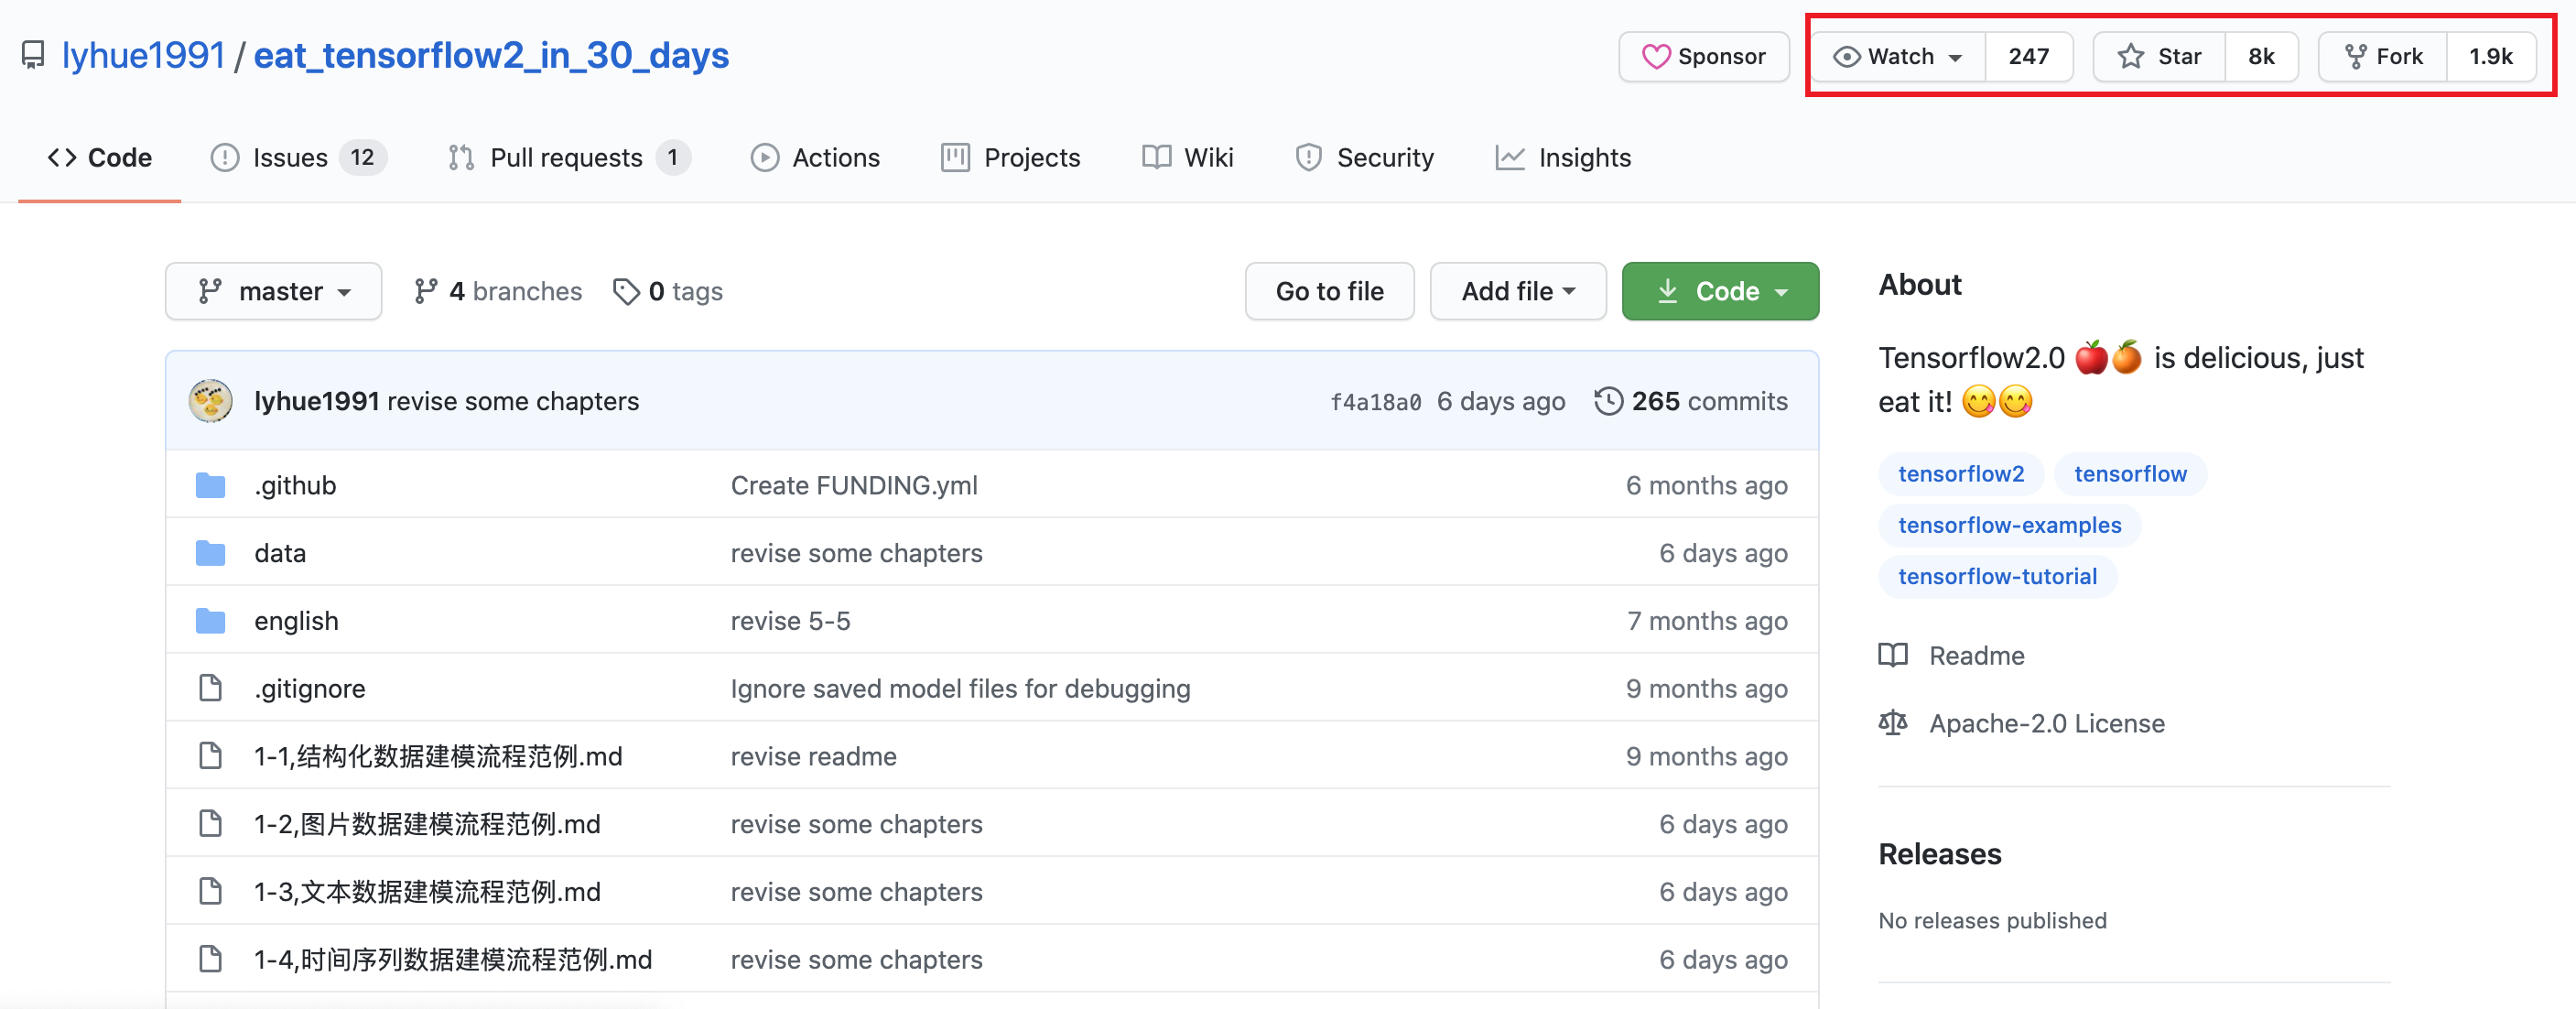 lyhue1991 / eat_tensorflow2_in_30_days
Sponsor
Watch 247
Star 8k
Fork 1.9k
Code
Issues 12
Pull requests 1
Actions
Projects
Wiki
Security
Insights
master
4 branches
0 tags
Go to file
Add file
Code
lyhue1991 revise some chapters f4a18a0 6 days ago 265 commits
.github Create FUNDING.yml 6 months ago
data revise some chapters 6 days ago
english revise 5-5 7 months ago
.gitignore Ignore saved model files for debugging 9 months ago
1-1,结构化数据建模流程范例.md revise readme 9 months ago
1-2,图片数据建模流程范例.md revise some chapters 6 days ago
1-3,文本数据建模流程范例.md revise some chapters 6 days ago
1-4,时间序列数据建模流程范例.md revise some chapters 6 days ago
About
Tensorflow2.0 🍎🍊 is delicious, just
eat it! 😋😋
tensorflow2 tensorflow
tensorflow-examples
tensorflow-tutorial
Readme
Apache-2.0 License
Releases
No releases published